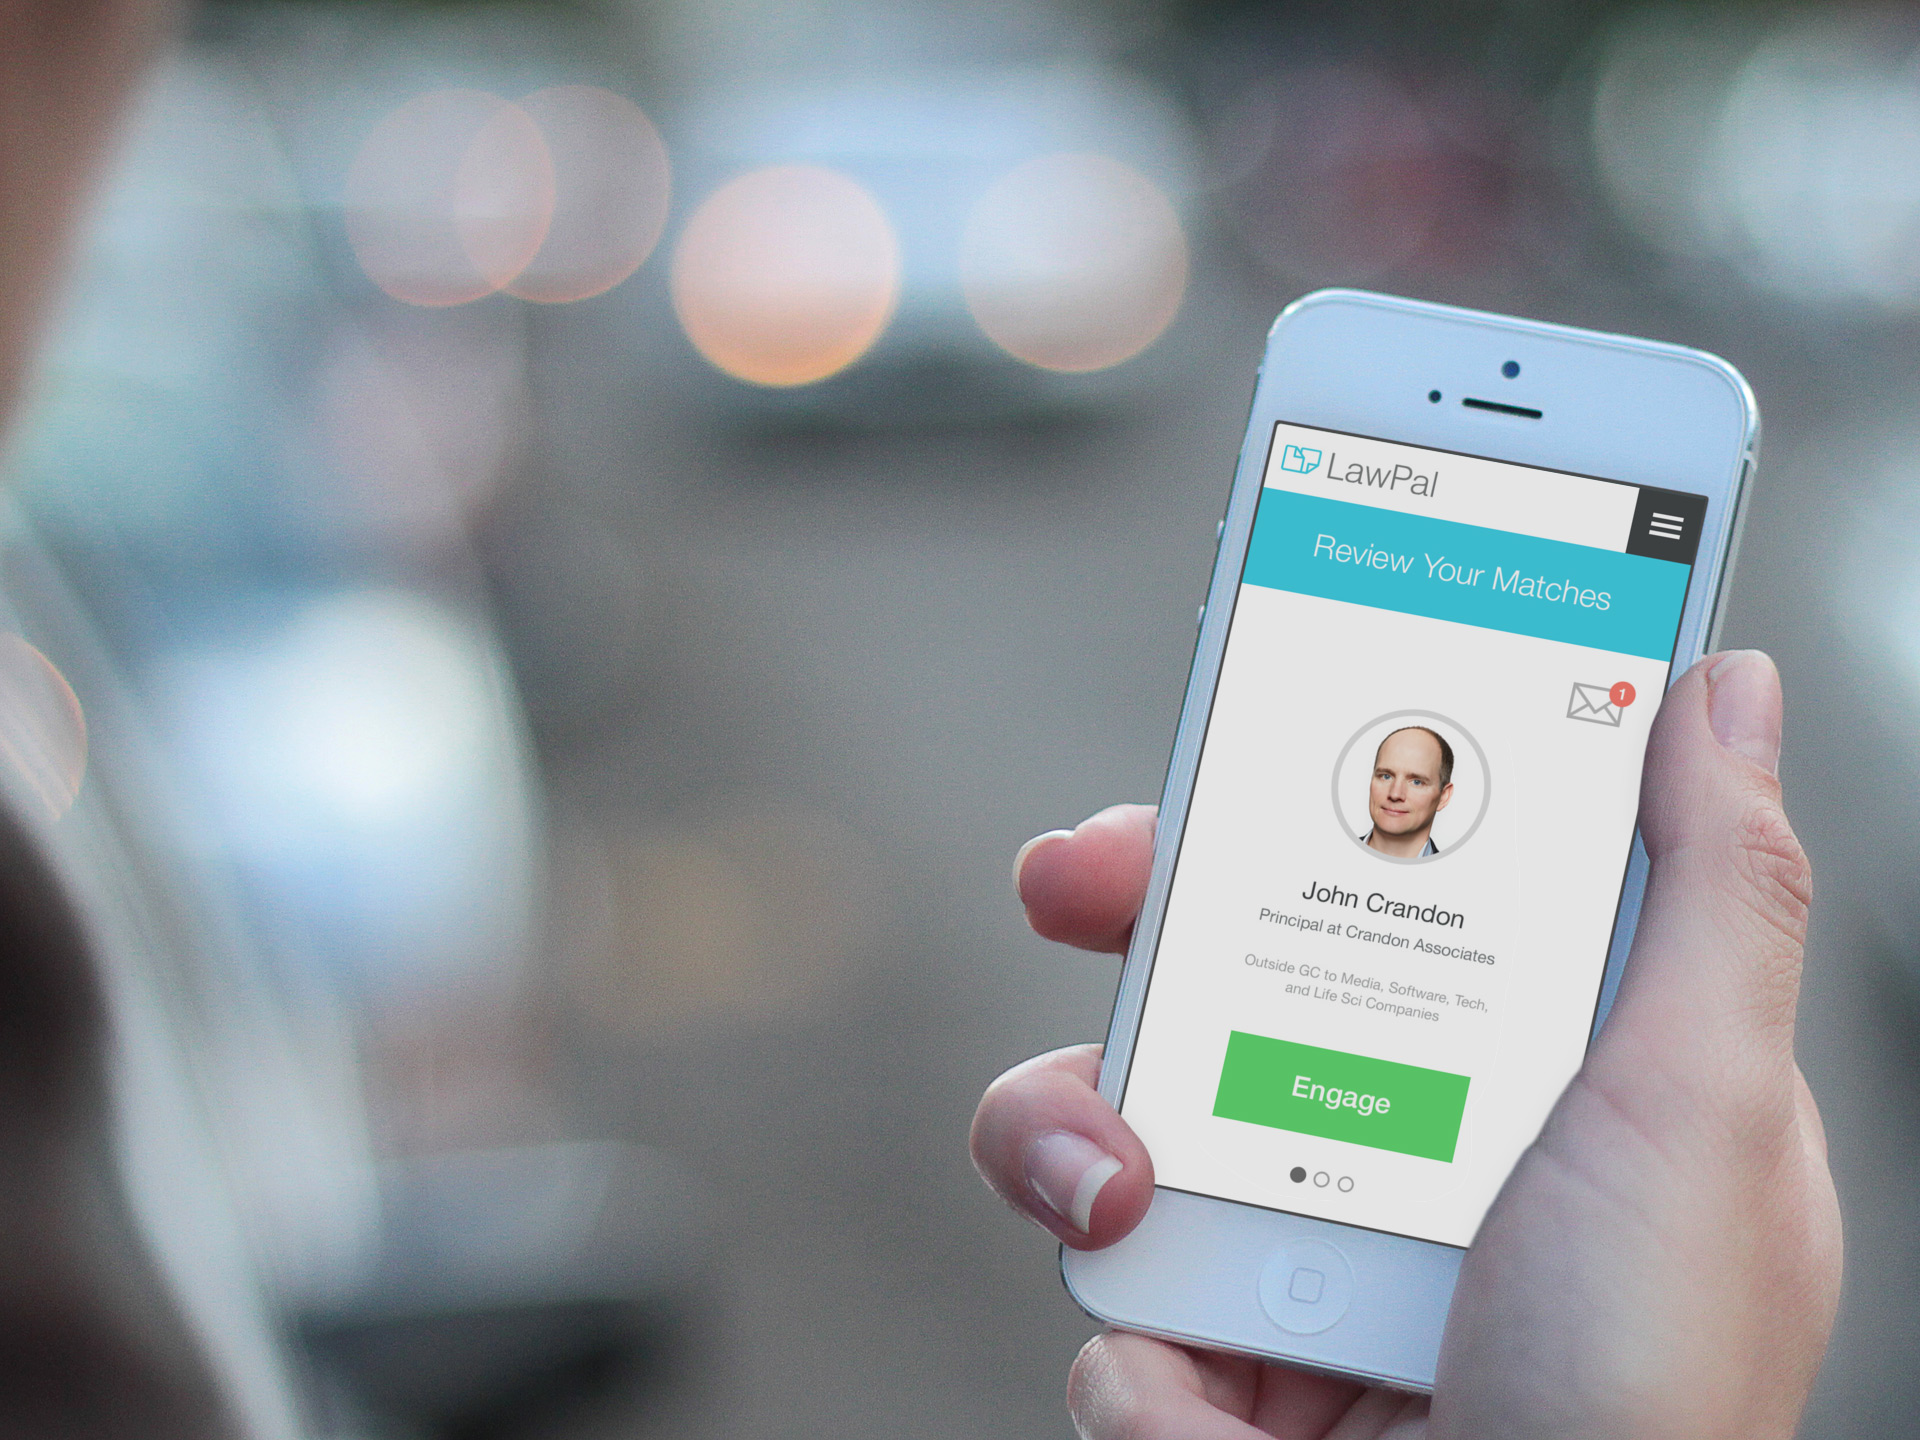 LawPal
Review Your Matches
1
John Crandon
Principal at Crandon Associates
Outside GC to Media, Software, Tech,
and Life Sci Companies
Engage